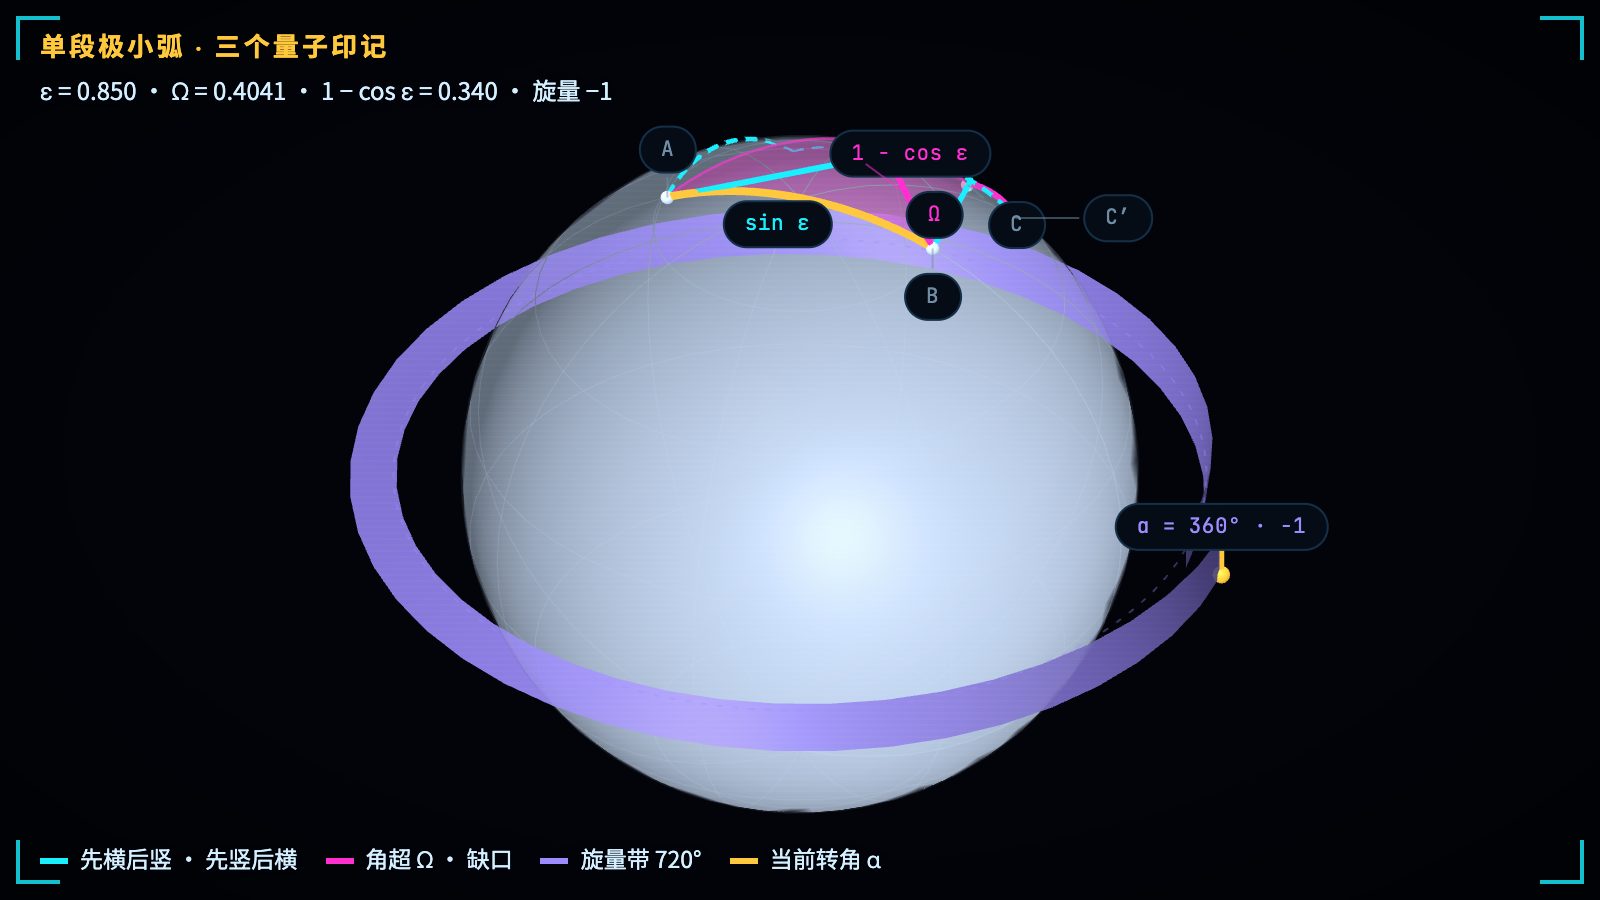 单段极小弧 · 三个量子印记
ε = 0.850 · Ω = 0.4041 · 1 − cos ε = 0.340 · 旋量 −1
A
1 - cos ε
sin ε
Ω
C
C′
B
α = 360° · -1
先横后竖 · 先竖后横
角超 Ω · 缺口
旋量带 720°
当前转角 α